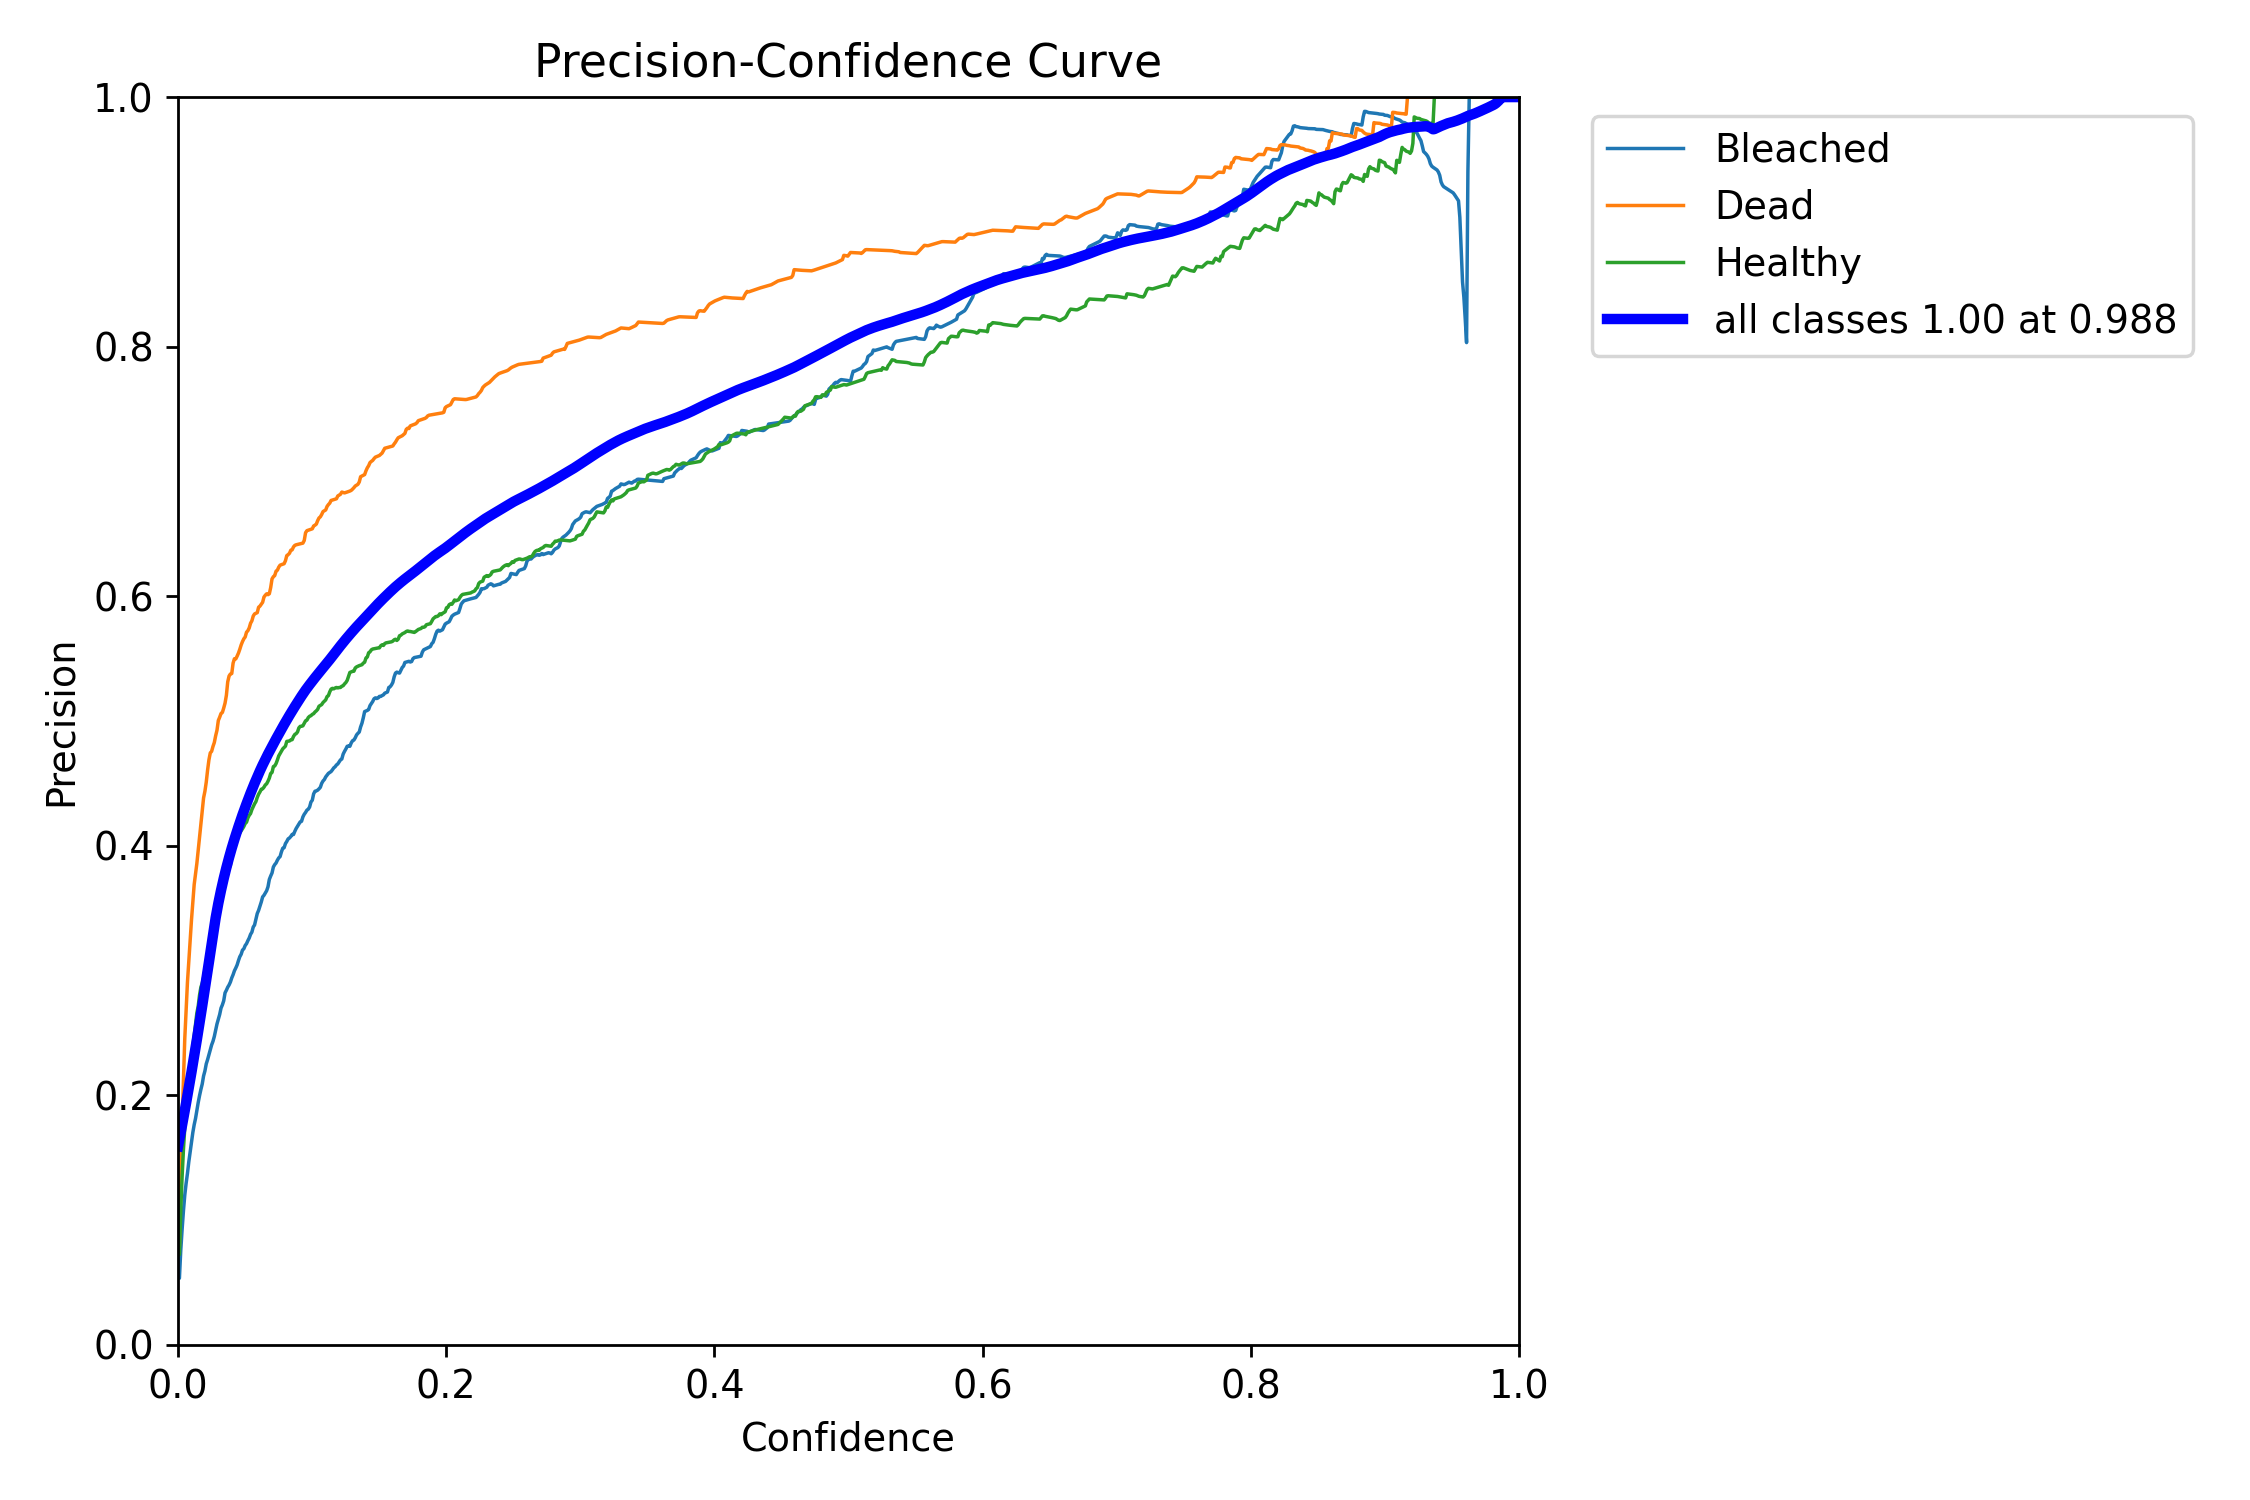 Precision-Confidence Curve
1.0
0.8
0.6
0.4
0.2
0.0
Precision
0.0 0.2 0.4 0.6 0.8 1.0
Confidence
Bleached
Dead
Healthy
all classes 1.00 at 0.988